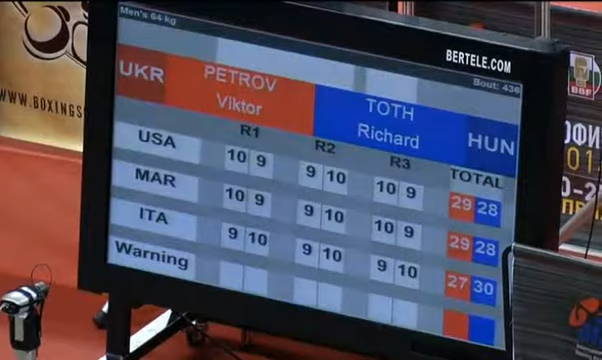 Men's 64 kg
BERTELE.COM
Bout: 436
UKR PETROV Viktor
TOTH Richard HUN
R1 R2 R3 TOTAL
USA 10 9 9 10 10 9 29 28
MAR 10 9 9 10 10 9 29 28
ITA 9 10 9 10 9 10 27 30
Warning
WWW.BOXINGS
BBF